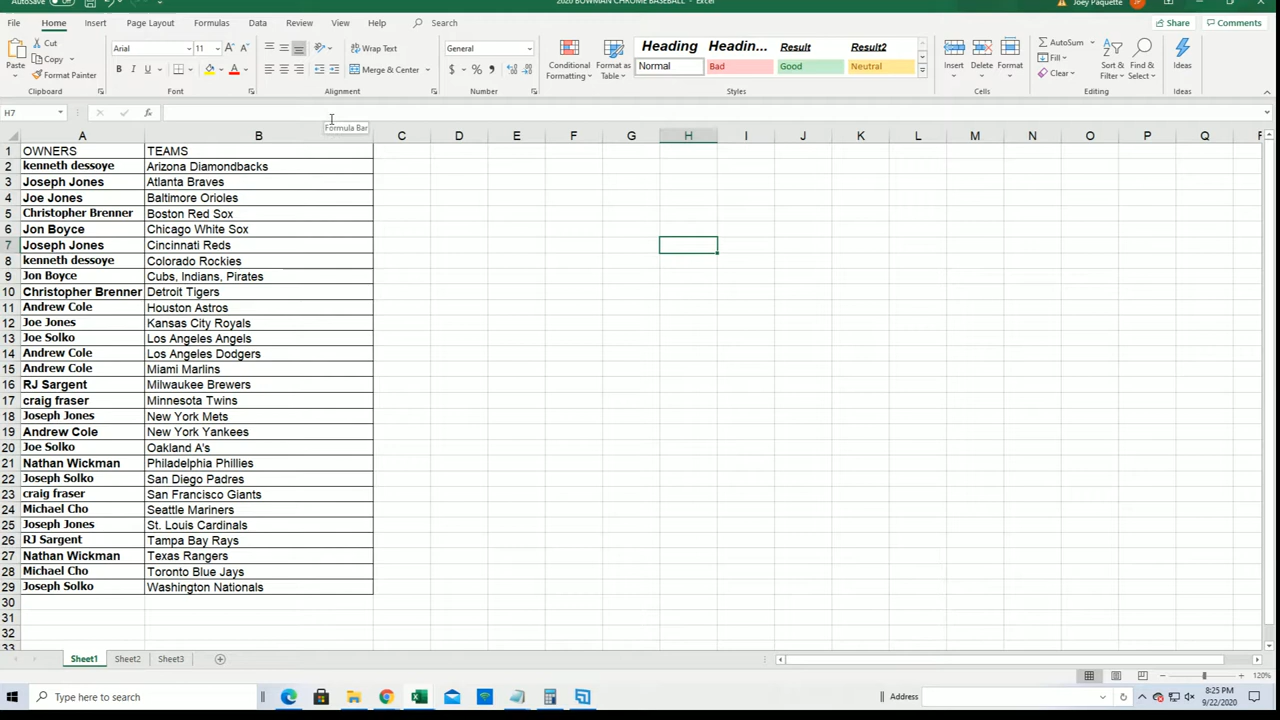 AutoSave Off 2020 BOWMAN CHROME BASEBALL - Excel Joey Paquette JP
File Home Insert Page Layout Formulas Data Review View Help Search Share Comments
Paste Cut Copy Format Painter Clipboard
Arial 11 B I U Font
Wrap Text Merge & Center Alignment
General $ % Number
Conditional Formatting Format as Table
Heading Headin... Result Result2
Normal Bad Good Neutral
Styles
Insert Delete Format Cells
AutoSum Fill Clear Sort & Filter Find & Select Editing
Ideas Ideas
H7 fx
Formula Bar
A B C D E F G H I J K L M N O P Q
1 OWNERS TEAMS
2 kenneth dessoye Arizona Diamondbacks
3 Joseph Jones Atlanta Braves
4 Joe Jones Baltimore Orioles
5 Christopher Brenner Boston Red Sox
6 Jon Boyce Chicago White Sox
7 Joseph Jones Cincinnati Reds
8 kenneth dessoye Colorado Rockies
9 Jon Boyce Cubs, Indians, Pirates
10 Christopher Brenner Detroit Tigers
11 Andrew Cole Houston Astros
12 Joe Jones Kansas City Royals
13 Joe Solko Los Angeles Angels
14 Andrew Cole Los Angeles Dodgers
15 Andrew Cole Miami Marlins
16 RJ Sargent Milwaukee Brewers
17 craig fraser Minnesota Twins
18 Joseph Jones New York Mets
19 Andrew Cole New York Yankees
20 Joe Solko Oakland A's
21 Nathan Wickman Philadelphia Phillies
22 Joseph Solko San Diego Padres
23 craig fraser San Francisco Giants
24 Michael Cho Seattle Mariners
25 Joseph Jones St. Louis Cardinals
26 RJ Sargent Tampa Bay Rays
27 Nathan Wickman Texas Rangers
28 Michael Cho Toronto Blue Jays
29 Joseph Solko Washington Nationals
30
31
32
33
Sheet1 Sheet2 Sheet3
120%
Type here to search Address 8:25 PM
9/22/2020